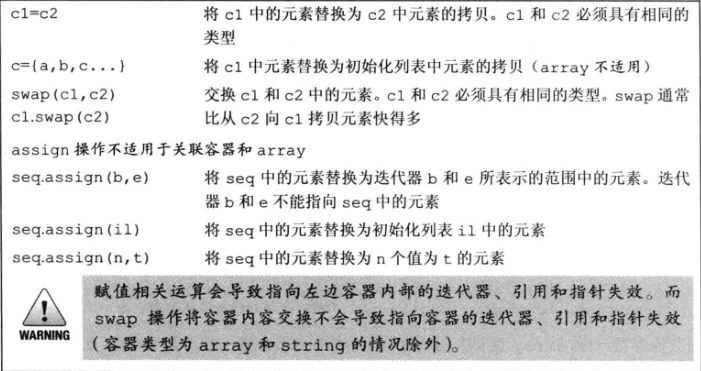 c1=c2 将 c1 中的元素替换为 c2 中元素的拷贝。c1 和 c2 必须具有相同的
类型
c={a,b,c...} 将 c1 中元素替换为初始化列表中元素的拷贝（array 不适用）
swap(c1,c2) 交换 c1 和 c2 中的元素。c1 和 c2 必须具有相同的类型。swap 通常
c1.swap(c2) 比从 c2 向 c1 拷贝元素快得多
assign 操作不适用于关联容器和 array
seq.assign(b,e) 将 seq 中的元素替换为迭代器 b 和 e 所表示的范围中的元素。迭代
器 b 和 e 不能指向 seq 中的元素
seq.assign(il) 将 seq 中的元素替换为初始化列表 il 中的元素
seq.assign(n,t) 将 seq 中的元素替换为 n 个值为 t 的元素
赋值相关运算会导致指向左边容器内部的迭代器、引用和指针失效。而
swap 操作将容器内容交换不会导致指向容器的迭代器、引用和指针失效
（容器类型为 array 和 string 的情况除外）。
WARNING